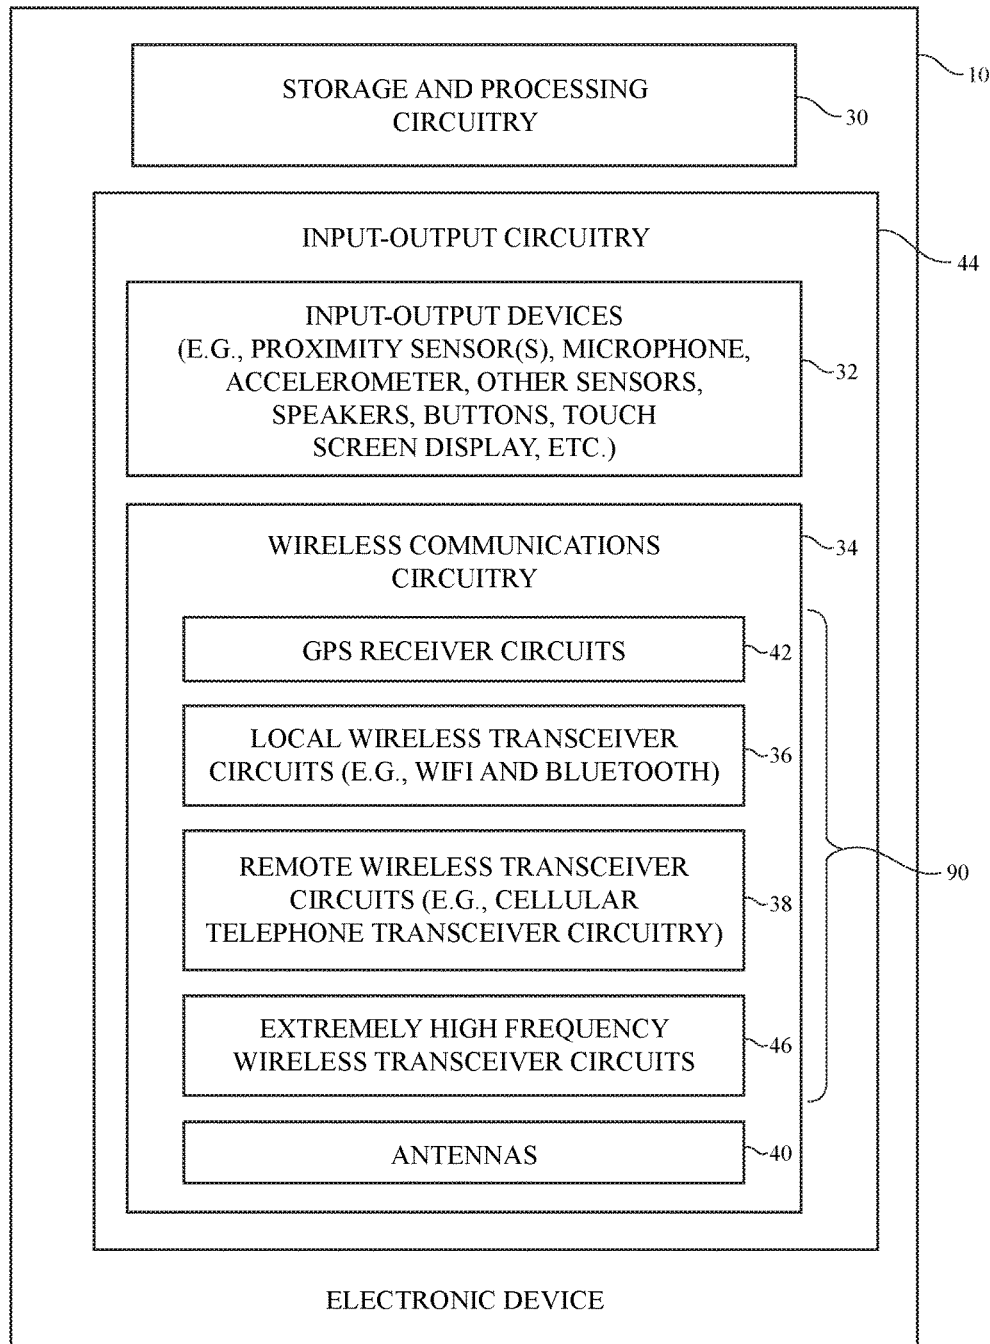 10
STORAGE AND PROCESSING
CIRCUITRY
30
INPUT-OUTPUT CIRCUITRY
44
INPUT-OUTPUT DEVICES
(E.G., PROXIMITY SENSOR(S), MICROPHONE,
ACCELEROMETER, OTHER SENSORS,
SPEAKERS, BUTTONS, TOUCH
SCREEN DISPLAY, ETC.)
32
WIRELESS COMMUNICATIONS
CIRCUITRY
34
GPS RECEIVER CIRCUITS
42
LOCAL WIRELESS TRANSCEIVER
CIRCUITS (E.G., WIFI AND BLUETOOTH)
36
REMOTE WIRELESS TRANSCEIVER
CIRCUITS (E.G., CELLULAR
TELEPHONE TRANSCEIVER CIRCUITRY)
38
90
EXTREMELY HIGH FREQUENCY
WIRELESS TRANSCEIVER CIRCUITS
46
ANTENNAS
40
ELECTRONIC DEVICE